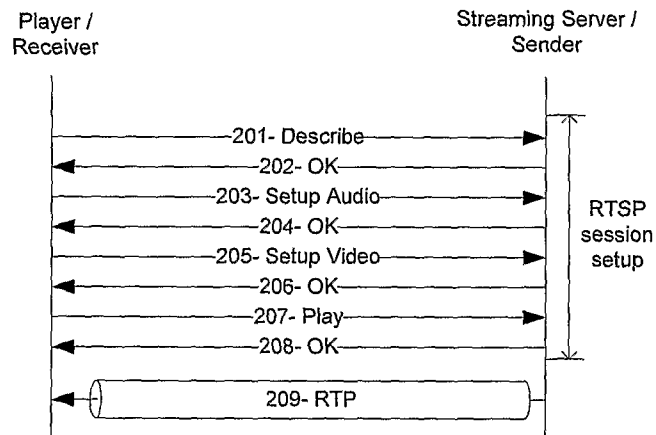 Player /
Receiver
Streaming Server /
Sender
201- Describe
202- OK
203- Setup Audio
204- OK
205- Setup Video
206- OK
207- Play
208- OK
RTSP
session
setup
209- RTP